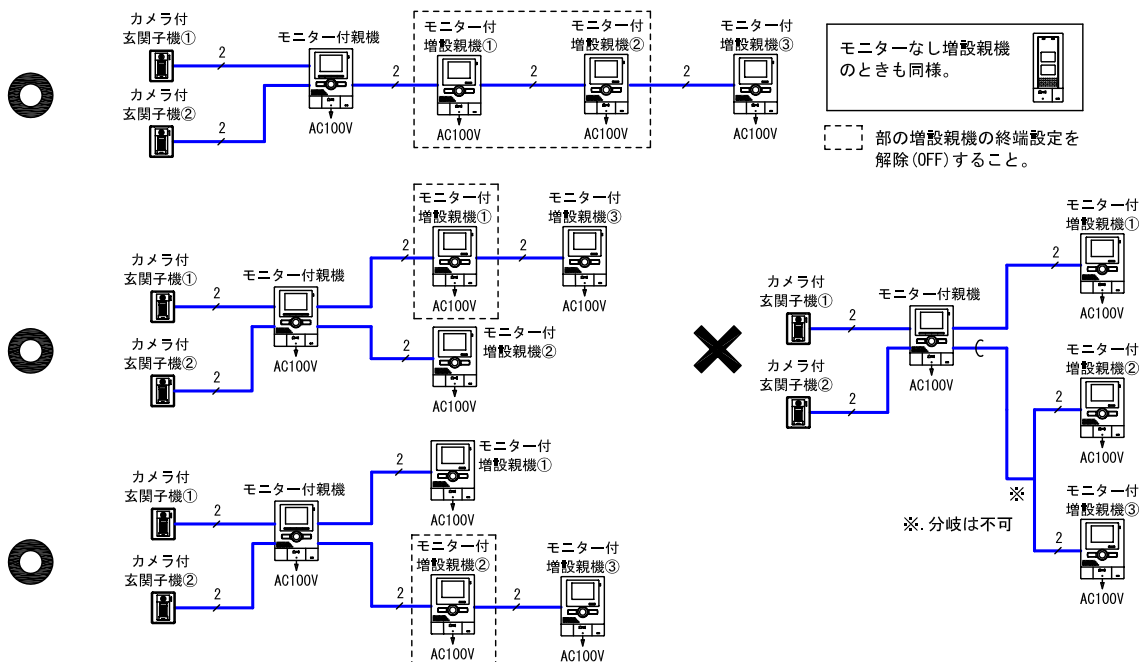 カメラ付
玄関子機①
2
カメラ付
玄関子機②
2
モニター付親機
AC100V
2
モニター付
増設親機①
AC100V
2
モニター付
増設親機②
AC100V
2
モニター付
増設親機③
AC100V
モニターなし増設親機
のときも同様。
部の増設親機の終端設定を
解除(OFF)すること。
カメラ付
玄関子機①
2
カメラ付
玄関子機②
2
モニター付親機
AC100V
2
モニター付
増設親機①
AC100V
2
モニター付
増設親機③
AC100V
2
モニター付
増設親機②
AC100V
カメラ付
玄関子機①
2
カメラ付
玄関子機②
2
モニター付親機
AC100V
2
モニター付
増設親機①
AC100V
2
モニター付
増設親機②
AC100V
2
モニター付
増設親機③
AC100V
カメラ付
玄関子機①
2
カメラ付
玄関子機②
2
モニター付親機
AC100V
2
モニター付
増設親機①
AC100V
2
モニター付
増設親機②
AC100V
※
※.分岐は不可
2
モニター付
増設親機③
AC100V